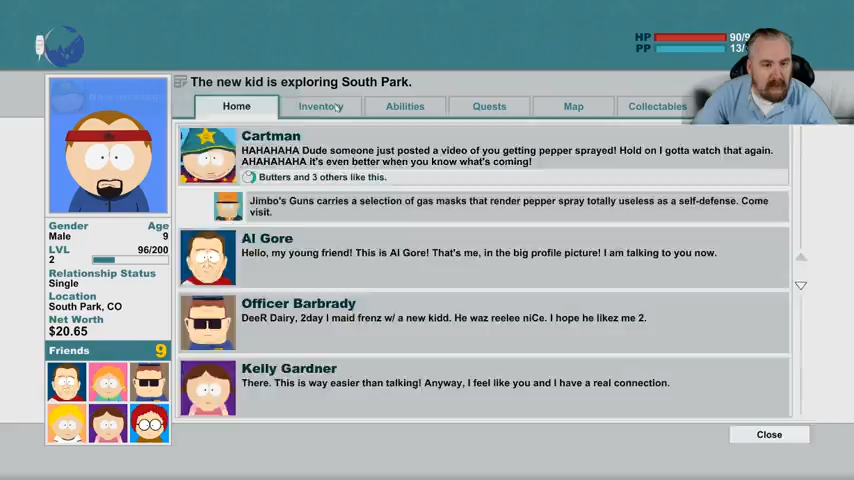 HP 90/9
PP 13/
The new kid is exploring South Park.
Home Inventory Abilities Quests Map Collectables
Cartman
HAHAHAHA Dude someone just posted a video of you getting pepper sprayed! Hold on I gotta watch that again.
AHAHAHAHA it's even better when you know what's coming!
Butters and 3 others like this.
Jimbo's Guns carries a selection of gas masks that render pepper spray totally useless as a self-defense. Come
visit.
Al Gore
Hello, my young friend! This is Al Gore! That's me, in the big profile picture! I am talking to you now.
Officer Barbrady
DeeR Dairy, 2day I maid frenz w/ a new kidd. He waz reelee niCe. I hope he likez me 2.
Kelly Gardner
There. This is way easier than talking! Anyway, I feel like you and I have a real connection.
Gender Age
Male 9
LVL 96/200
2
Relationship Status
Single
Location
South Park, CO
Net Worth
$20.65
Friends 9
Close